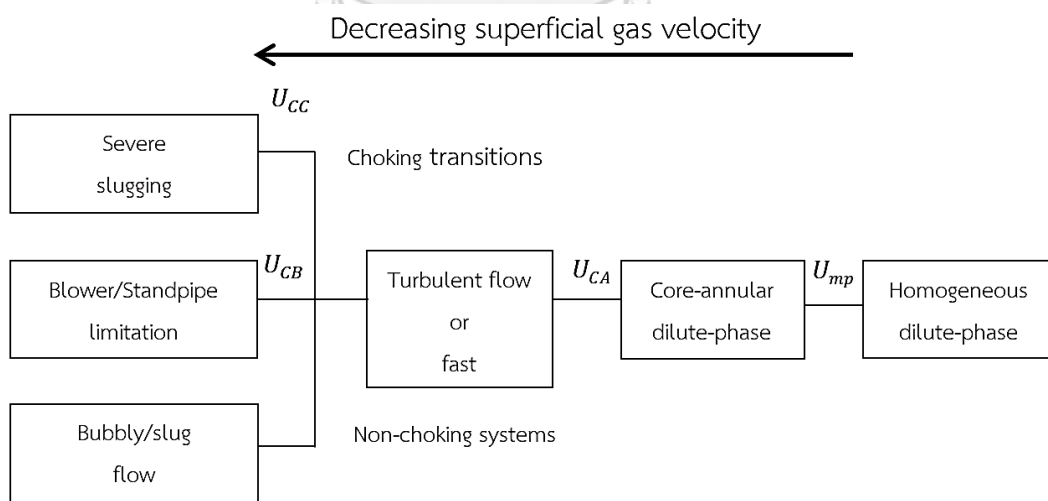 Decreasing superficial gas velocity
U_CC
Severe
slugging
Choking transitions
U_CB
Blower/Standpipe
limitation
Turbulent flow
or
fast
U_CA
Core-annular
dilute-phase
U_mp
Homogeneous
dilute-phase
Bubbly/slug
flow
Non-choking systems